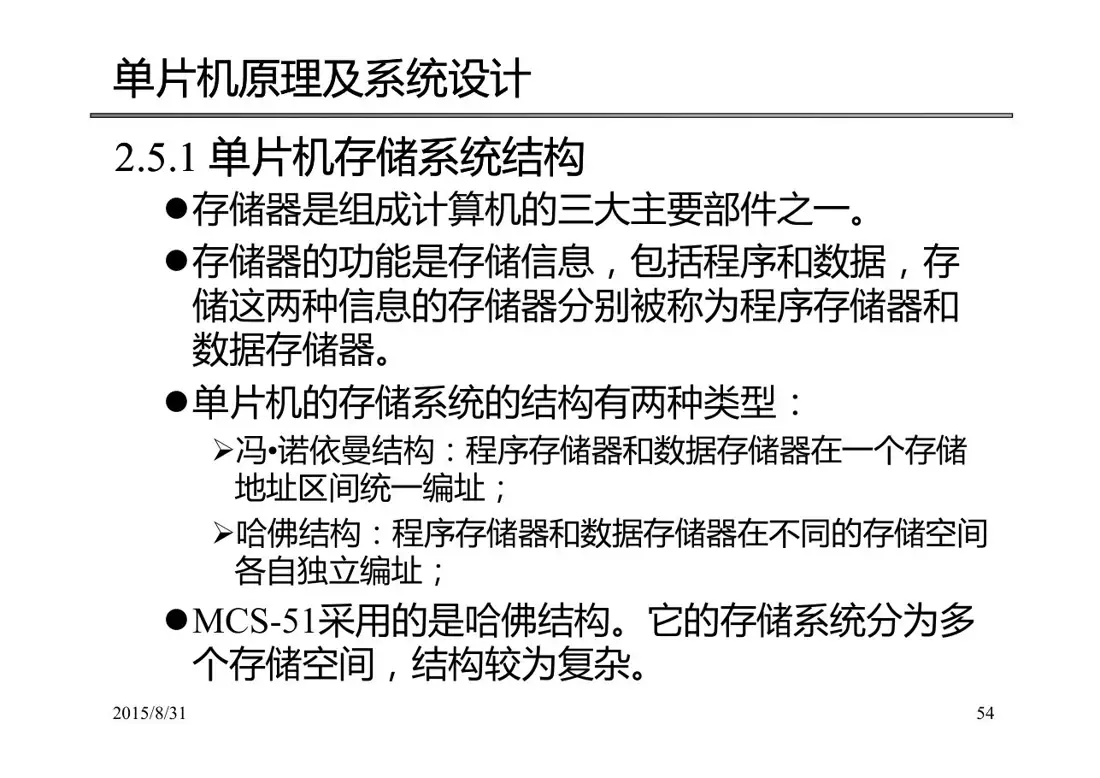 单片机原理及系统设计
2.5.1 单片机存储系统结构
●存储器是组成计算机的三大主要部件之一。
●存储器的功能是存储信息，包括程序和数据，存
储这两种信息的存储器分别被称为程序存储器和
数据存储器。
●单片机的存储系统的结构有两种类型：
➢冯•诺依曼结构：程序存储器和数据存储器在一个存储
地址区间统一编址；
➢哈佛结构：程序存储器和数据存储器在不同的存储空间
各自独立编址；
●MCS-51采用的是哈佛结构。它的存储系统分为多
个存储空间，结构较为复杂。
2015/8/31
54